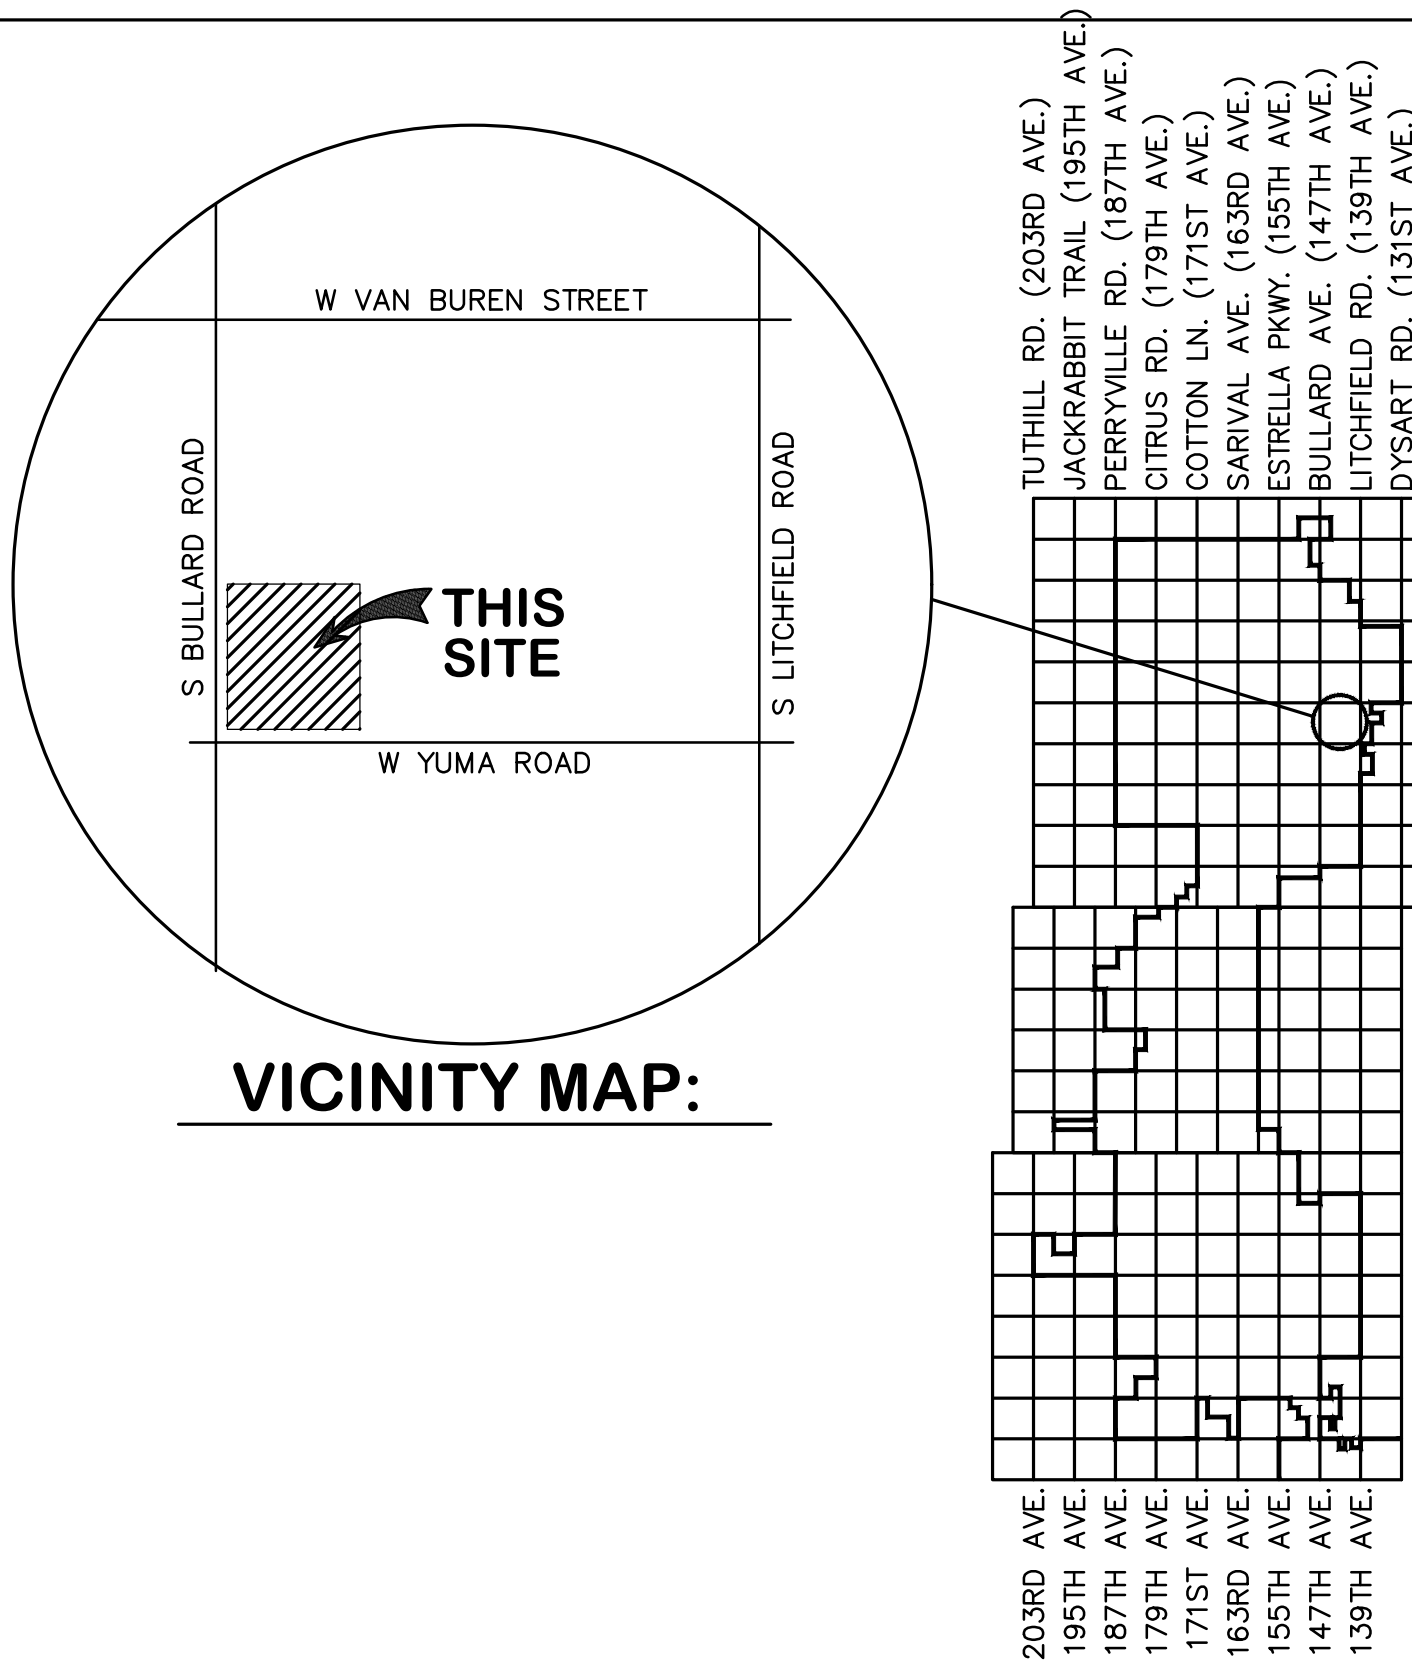 W VAN BUREN STREET
S BULLARD ROAD
S LITCHFIELD ROAD
THIS
SITE
W YUMA ROAD
VICINITY MAP:
TUTHILL RD. (203RD AVE.)
JACKRABBIT TRAIL (195TH AVE.)
PERRYVILLE RD. (187TH AVE.)
CITRUS RD. (179TH AVE.)
COTTON LN. (171ST AVE.)
SARIVAL AVE. (163RD AVE.)
ESTRELLA PKWY. (155TH AVE.)
BULLARD AVE. (147TH AVE.)
LITCHFIELD RD. (139TH AVE.)
DYSART RD. (131ST AVE.)
203RD AVE.
195TH AVE.
187TH AVE.
179TH AVE.
171ST AVE.
163RD AVE.
155TH AVE.
147TH AVE.
139TH AVE.